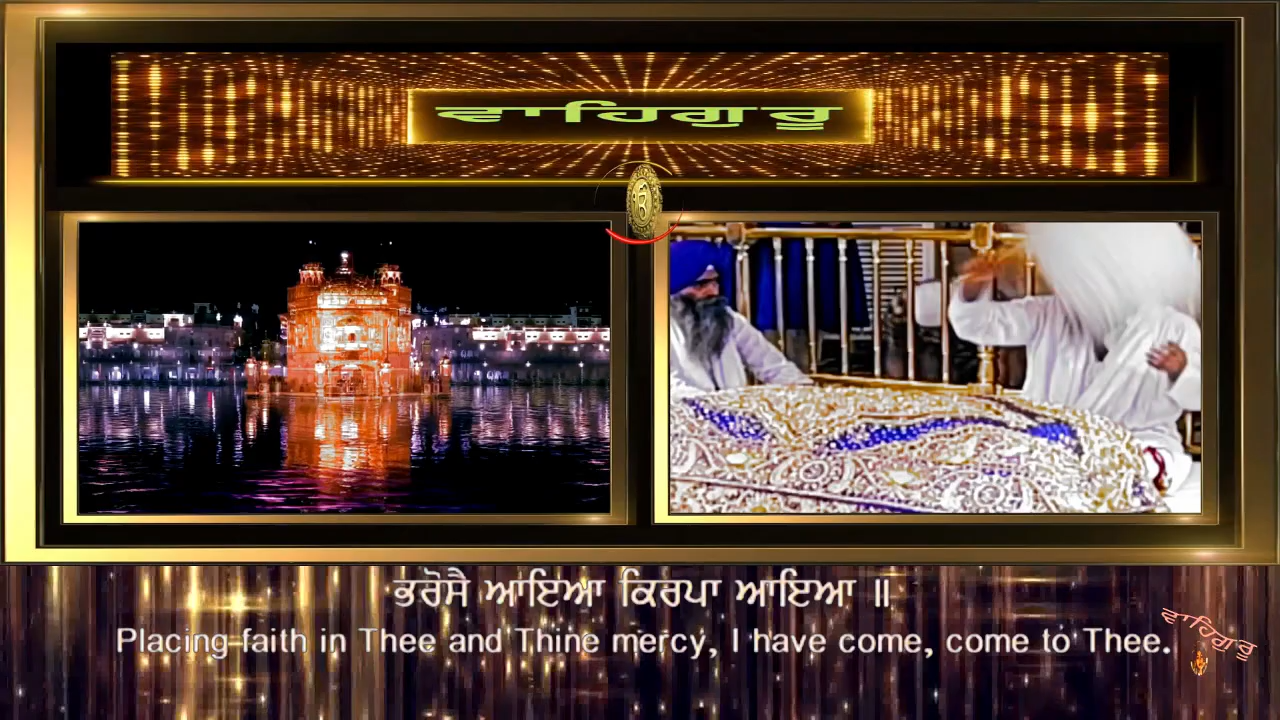 ਵਾਹਿਗੁਰੂ
ੴ
ਭਰੋਸੈ ਆਇਆ ਕਿਰਪਾ ਆਇਆ ॥
Placing faith in Thee and Thine mercy, I have come, come to Thee.
ਵਾਹਿਗੁਰੂ